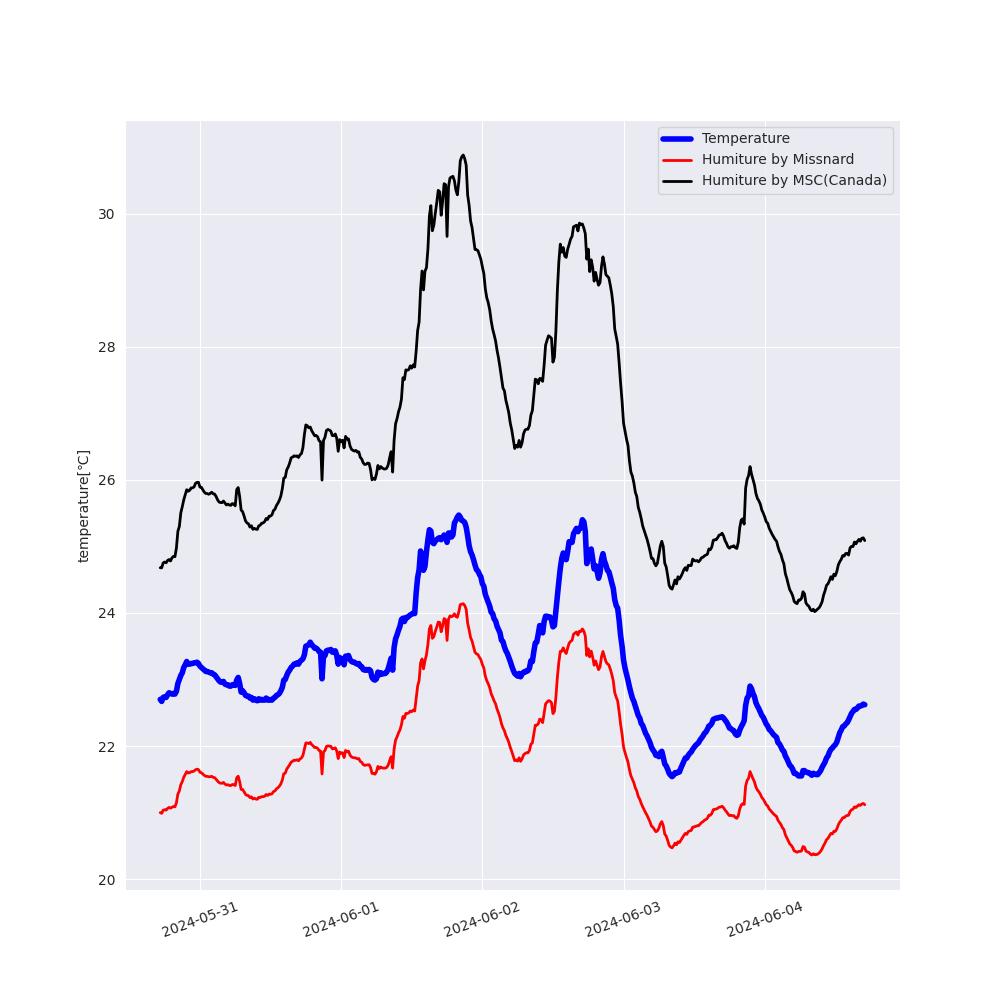 Temperature
Humiture by Missnard
Humiture by MSC(Canada)
30
28
26
24
22
20
temperature[℃]
2024-05-31
2024-06-01
2024-06-02
2024-06-03
2024-06-04